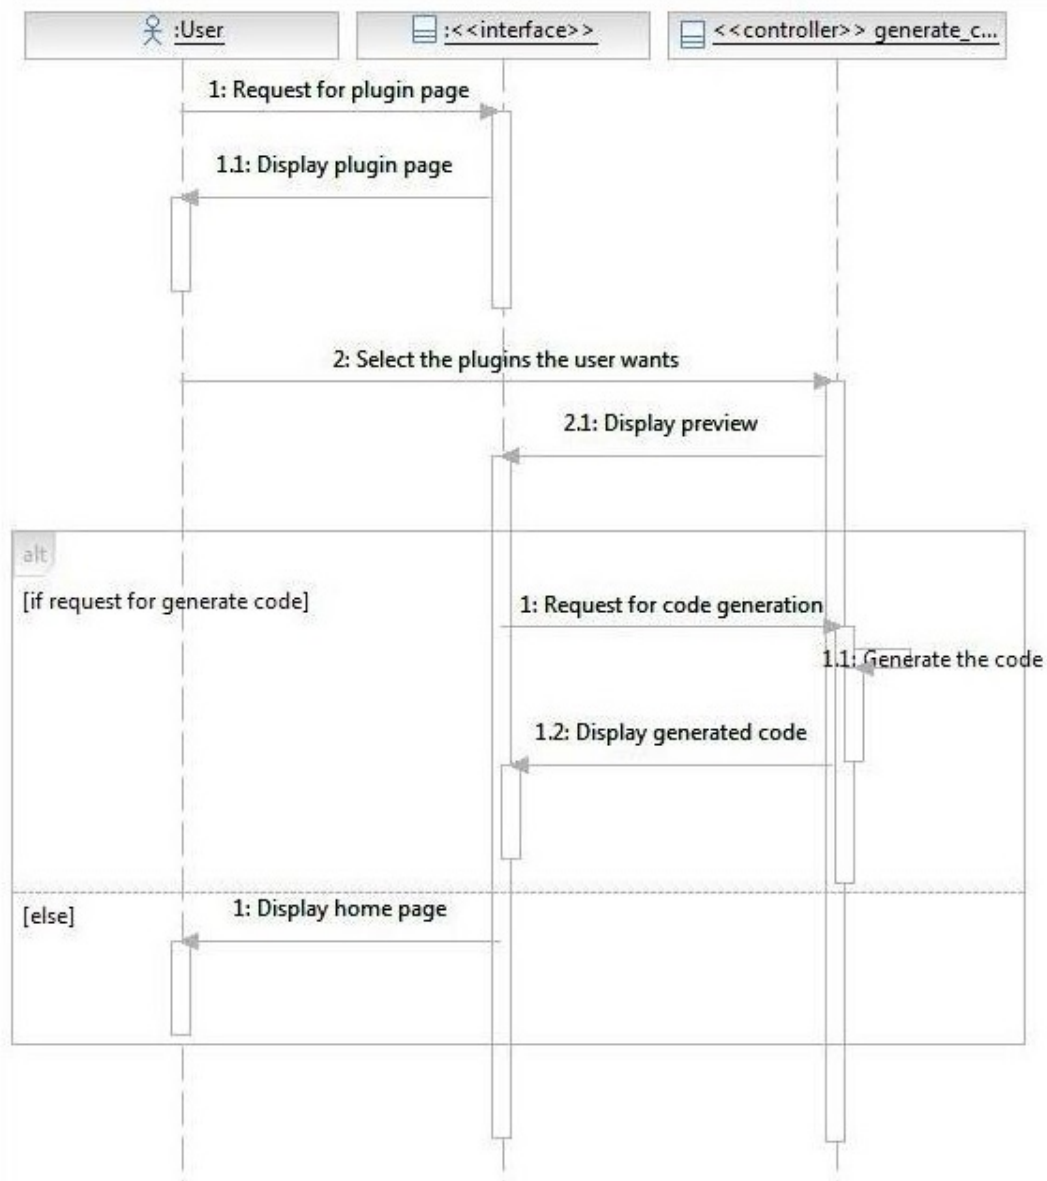 :User
:<<interface>>
<<controller>> generate_c...
1: Request for plugin page
1.1: Display plugin page
2: Select the plugins the user wants
2.1: Display preview
alt
[if request for generate code]
1: Request for code generation
1.1: Generate the code
1.2: Display generated code
[else]
1: Display home page